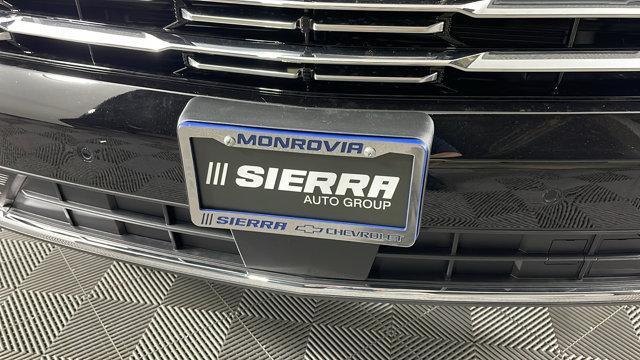 MONROVIA
SIERRA
AUTO GROUP
SIERRA CHEVROLET